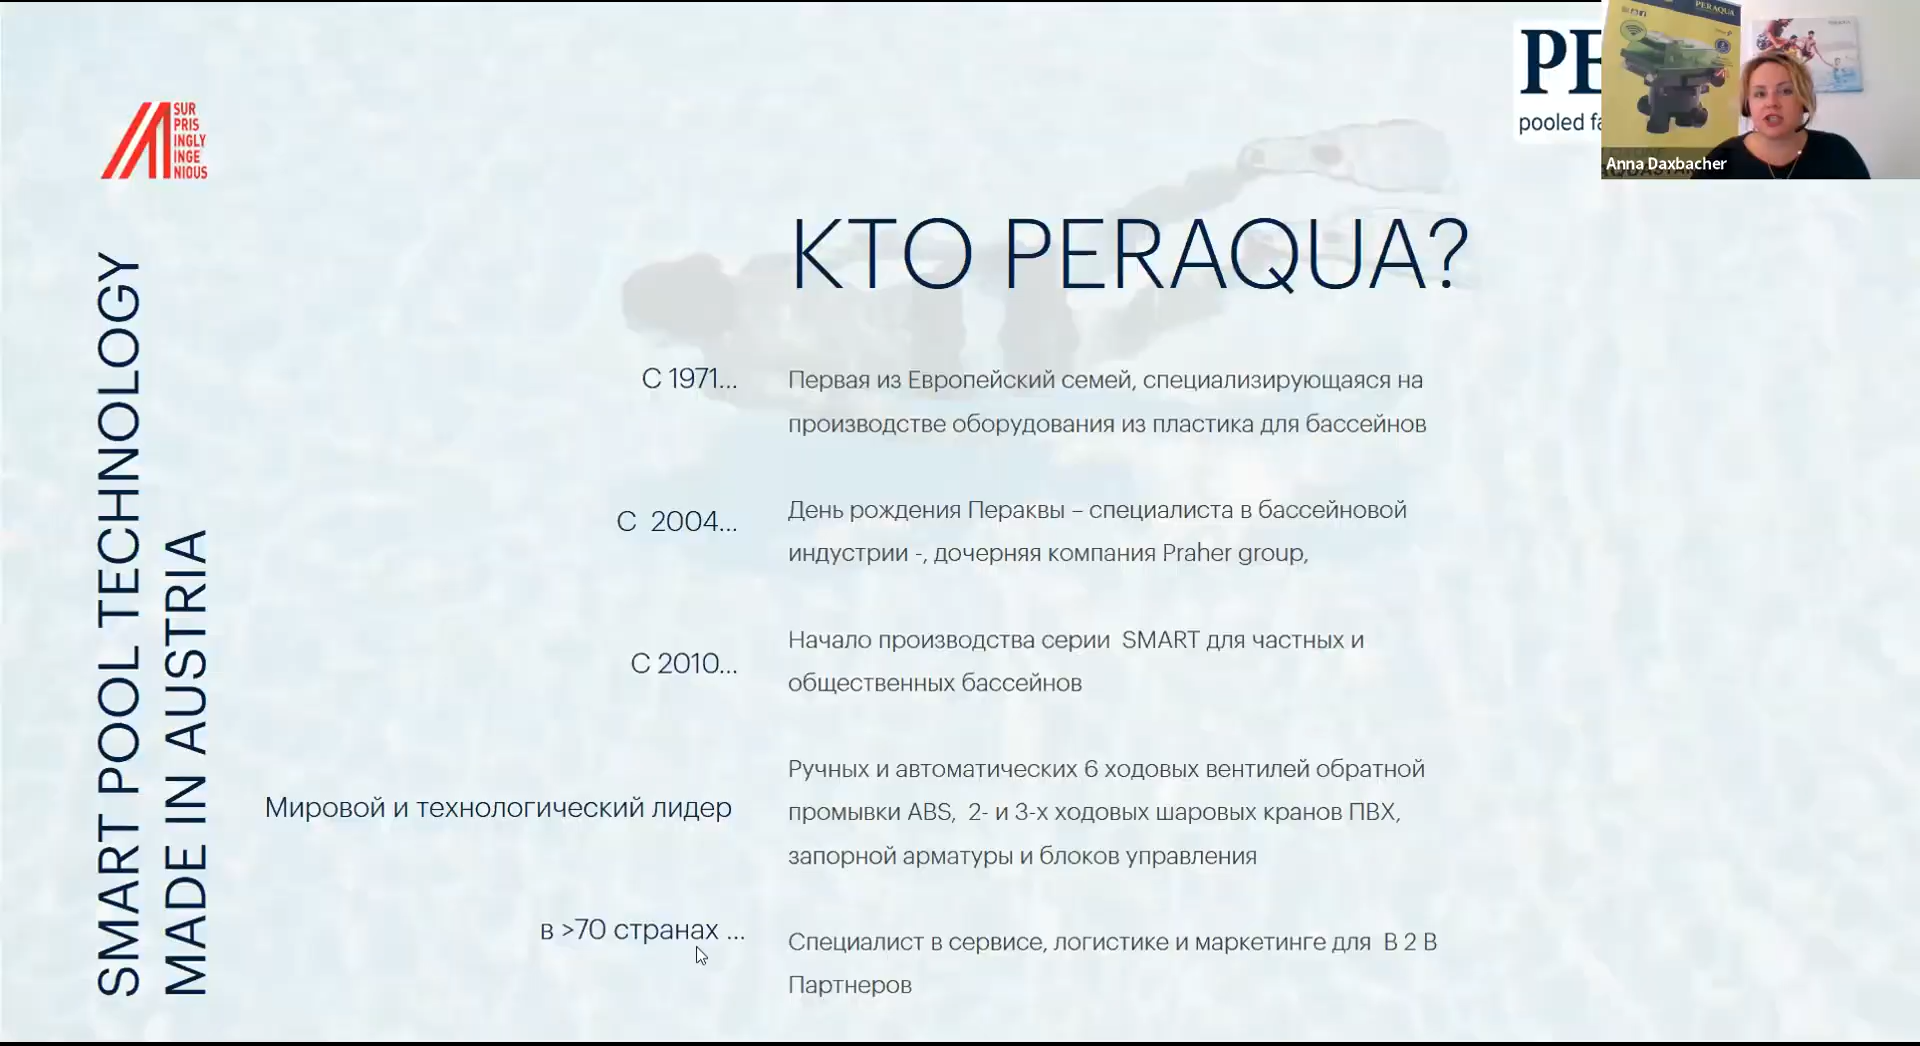 SUR
PRIS
INGLY
INGE
NIOUS
SMART POOL TECHNOLOGY
MADE IN AUSTRIA
PE
pooled fa
PERAQUA
Anna Daxbacher
КТО PERAQUA?
С 1971...
Первая из Европейский семей, специализирующаяся на
производстве оборудования из пластика для бассейнов
С 2004...
День рождения Пераквы – специалиста в бассейновой
индустрии -, дочерняя компания Praher group,
С 2010...
Начало производства серии SMART для частных и
общественных бассейнов
Мировой и технологический лидер
Ручных и автоматических 6 ходовых вентилей обратной
промывки ABS, 2- и 3-х ходовых шаровых кранов ПВХ,
запорной арматуры и блоков управления
в >70 странах ...
Специалист в сервисе, логистике и маркетинге для В 2 В
Партнеров